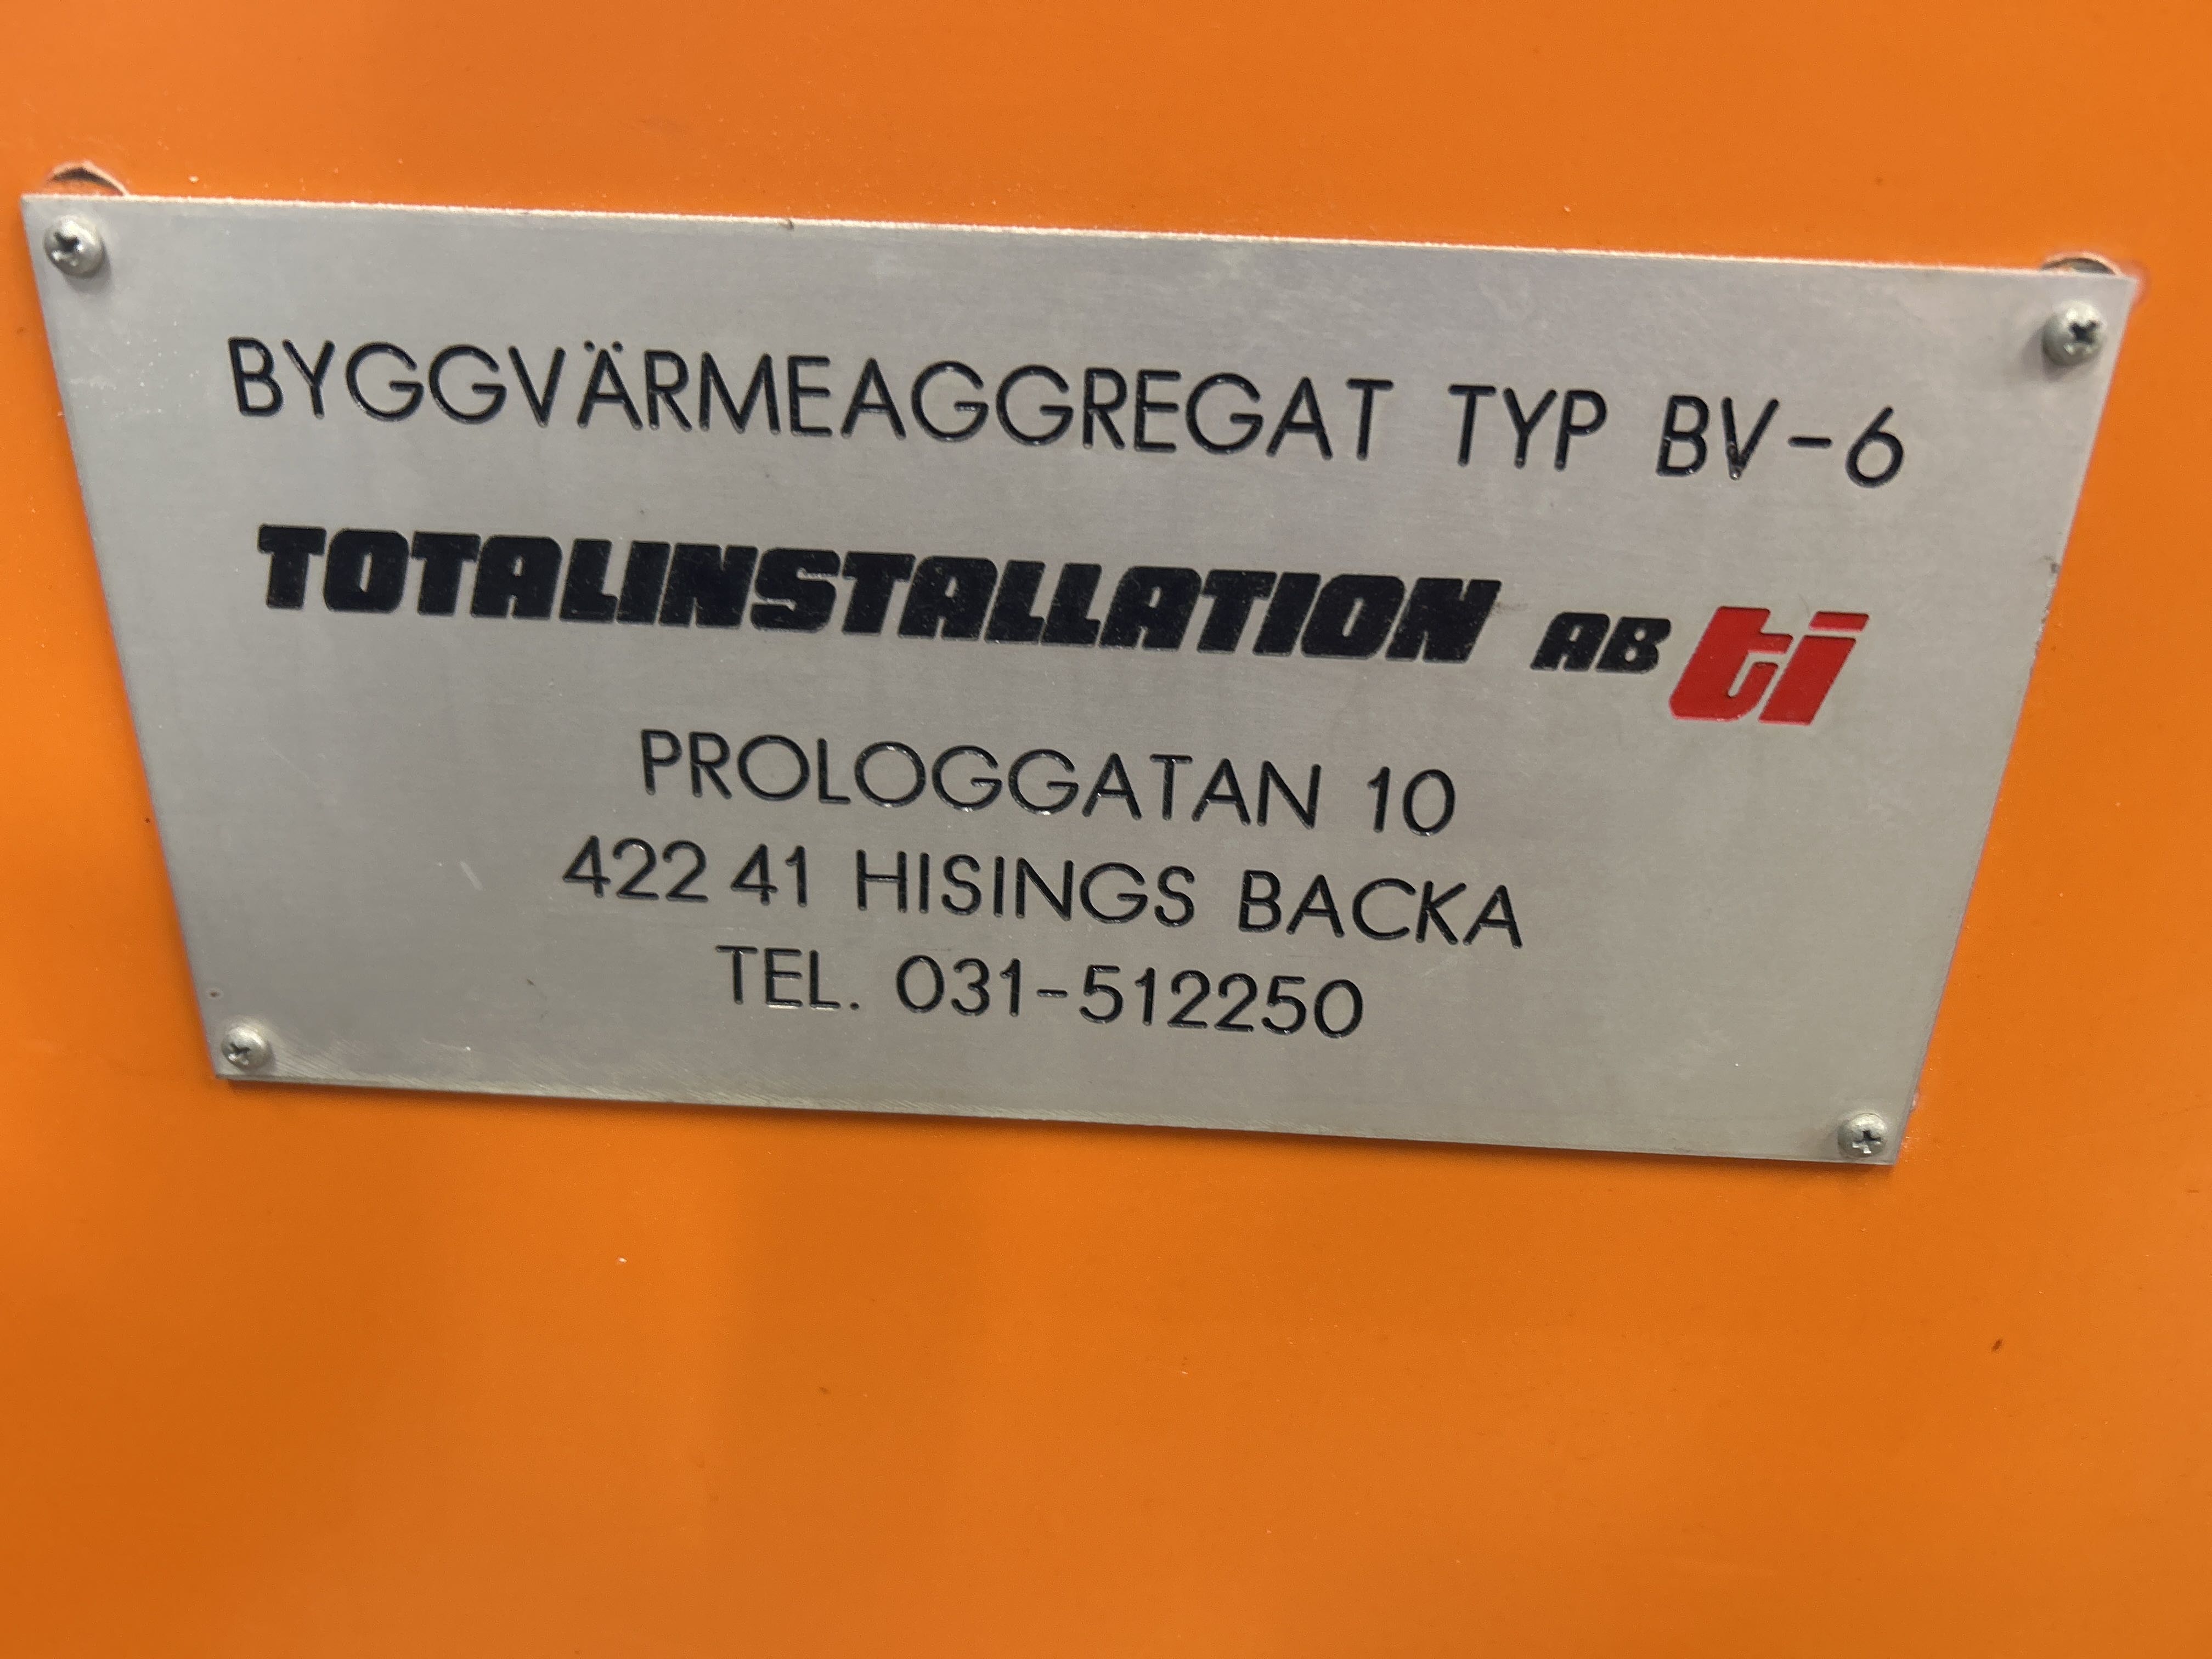 BYGGVÄRMEAGGREGAT TYP BV-6
TOTALINSTALLATION AB ti
PROLOGGATAN 10
422 41 HISINGS BACKA
TEL. 031-512250